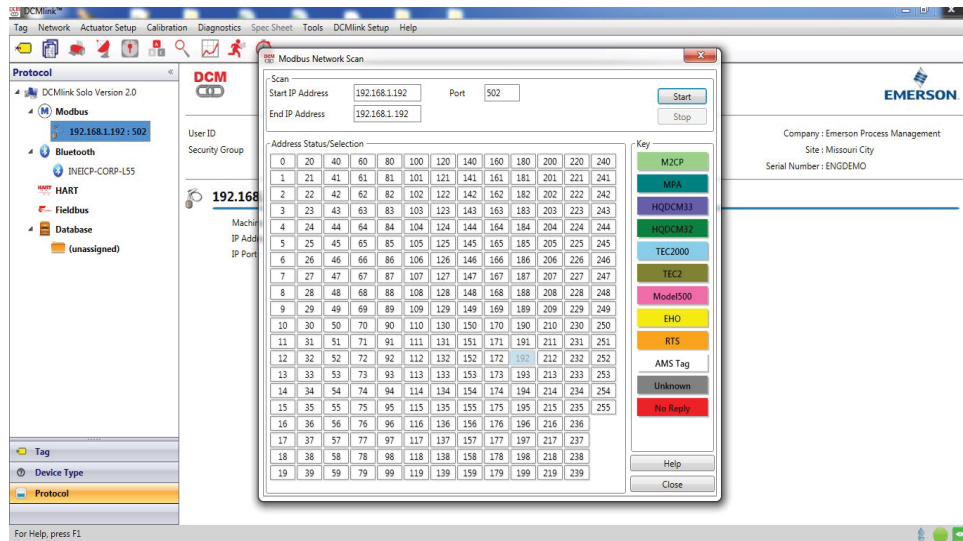 DCMlink™
Tag Network Actuator Setup Calibration Diagnostics Spec Sheet Tools DCMlink Setup Help
Protocol «
DCMlink Solo Version 2.0
Modbus
192.168.1.192 : 502
Bluetooth
INEICP-CORP-L55
HART
Fieldbus
Database
(unassigned)
Tag
Device Type
Protocol
For Help, press F1
DCM
User ID
Security Group
192.168
Machin
IP Addr
IP Port
EMERSON.
Company : Emerson Process Management
Site : Missouri City
Serial Number : ENGDEMO
Modbus Network Scan
Scan
Start IP Address 192.168.1.192 Port 502 Start
End IP Address 192.168.1.192 Stop
Address Status/Selection
0 20 40 60 80 100 120 140 160 180 200 220 240
1 21 41 61 81 101 121 141 161 181 201 221 241
2 22 42 62 82 102 122 142 162 182 202 222 242
3 23 43 63 83 103 123 143 163 183 203 223 243
4 24 44 64 84 104 124 144 164 184 204 224 244
5 25 45 65 85 105 125 145 165 185 205 225 245
6 26 46 66 86 106 126 146 166 186 206 226 246
7 27 47 67 87 107 127 147 167 187 207 227 247
8 28 48 68 88 108 128 148 168 188 208 228 248
9 29 49 69 89 109 129 149 169 189 209 229 249
10 30 50 70 90 110 130 150 170 190 210 230 250
11 31 51 71 91 111 131 151 171 191 211 231 251
12 32 52 72 92 112 132 152 172 192 212 232 252
13 33 53 73 93 113 133 153 173 193 213 233 253
14 34 54 74 94 114 134 154 174 194 214 234 254
15 35 55 75 95 115 135 155 175 195 215 235 255
16 36 56 76 96 116 136 156 176 196 216 236
17 37 57 77 97 117 137 157 177 197 217 237
18 38 58 78 98 118 138 158 178 198 218 238
19 39 59 79 99 119 139 159 179 199 219 239
Key
M2CP
MPA
HQDCM33
HQDCM32
TEC2000
TEC2
Model500
EHO
RTS
AMS Tag
Unknown
No Reply
Help
Close